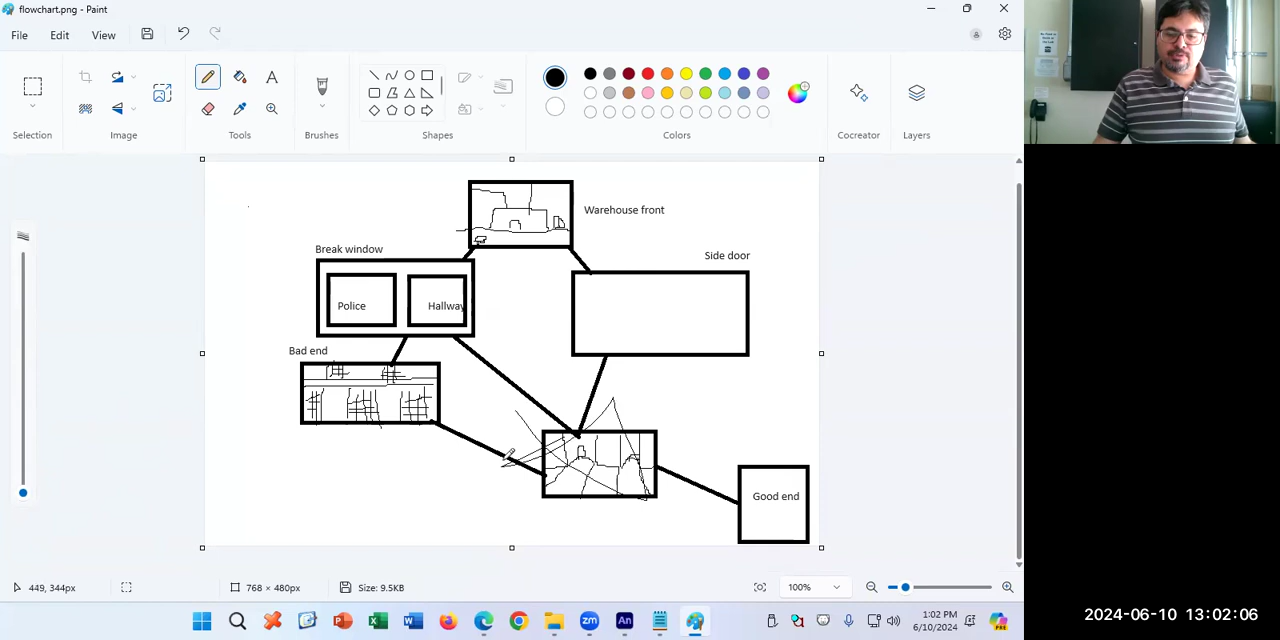 flowchart.png - Paint
File Edit View
Selection Image Tools Brushes Shapes Colors Cocreator Layers
Warehouse front
Break window
Side door
Police Hallway
Bad end
Good end
449, 344px 768 × 480px Size: 9.5KB 100%
1:02 PM
6/10/2024
2024-06-10 13:02:06